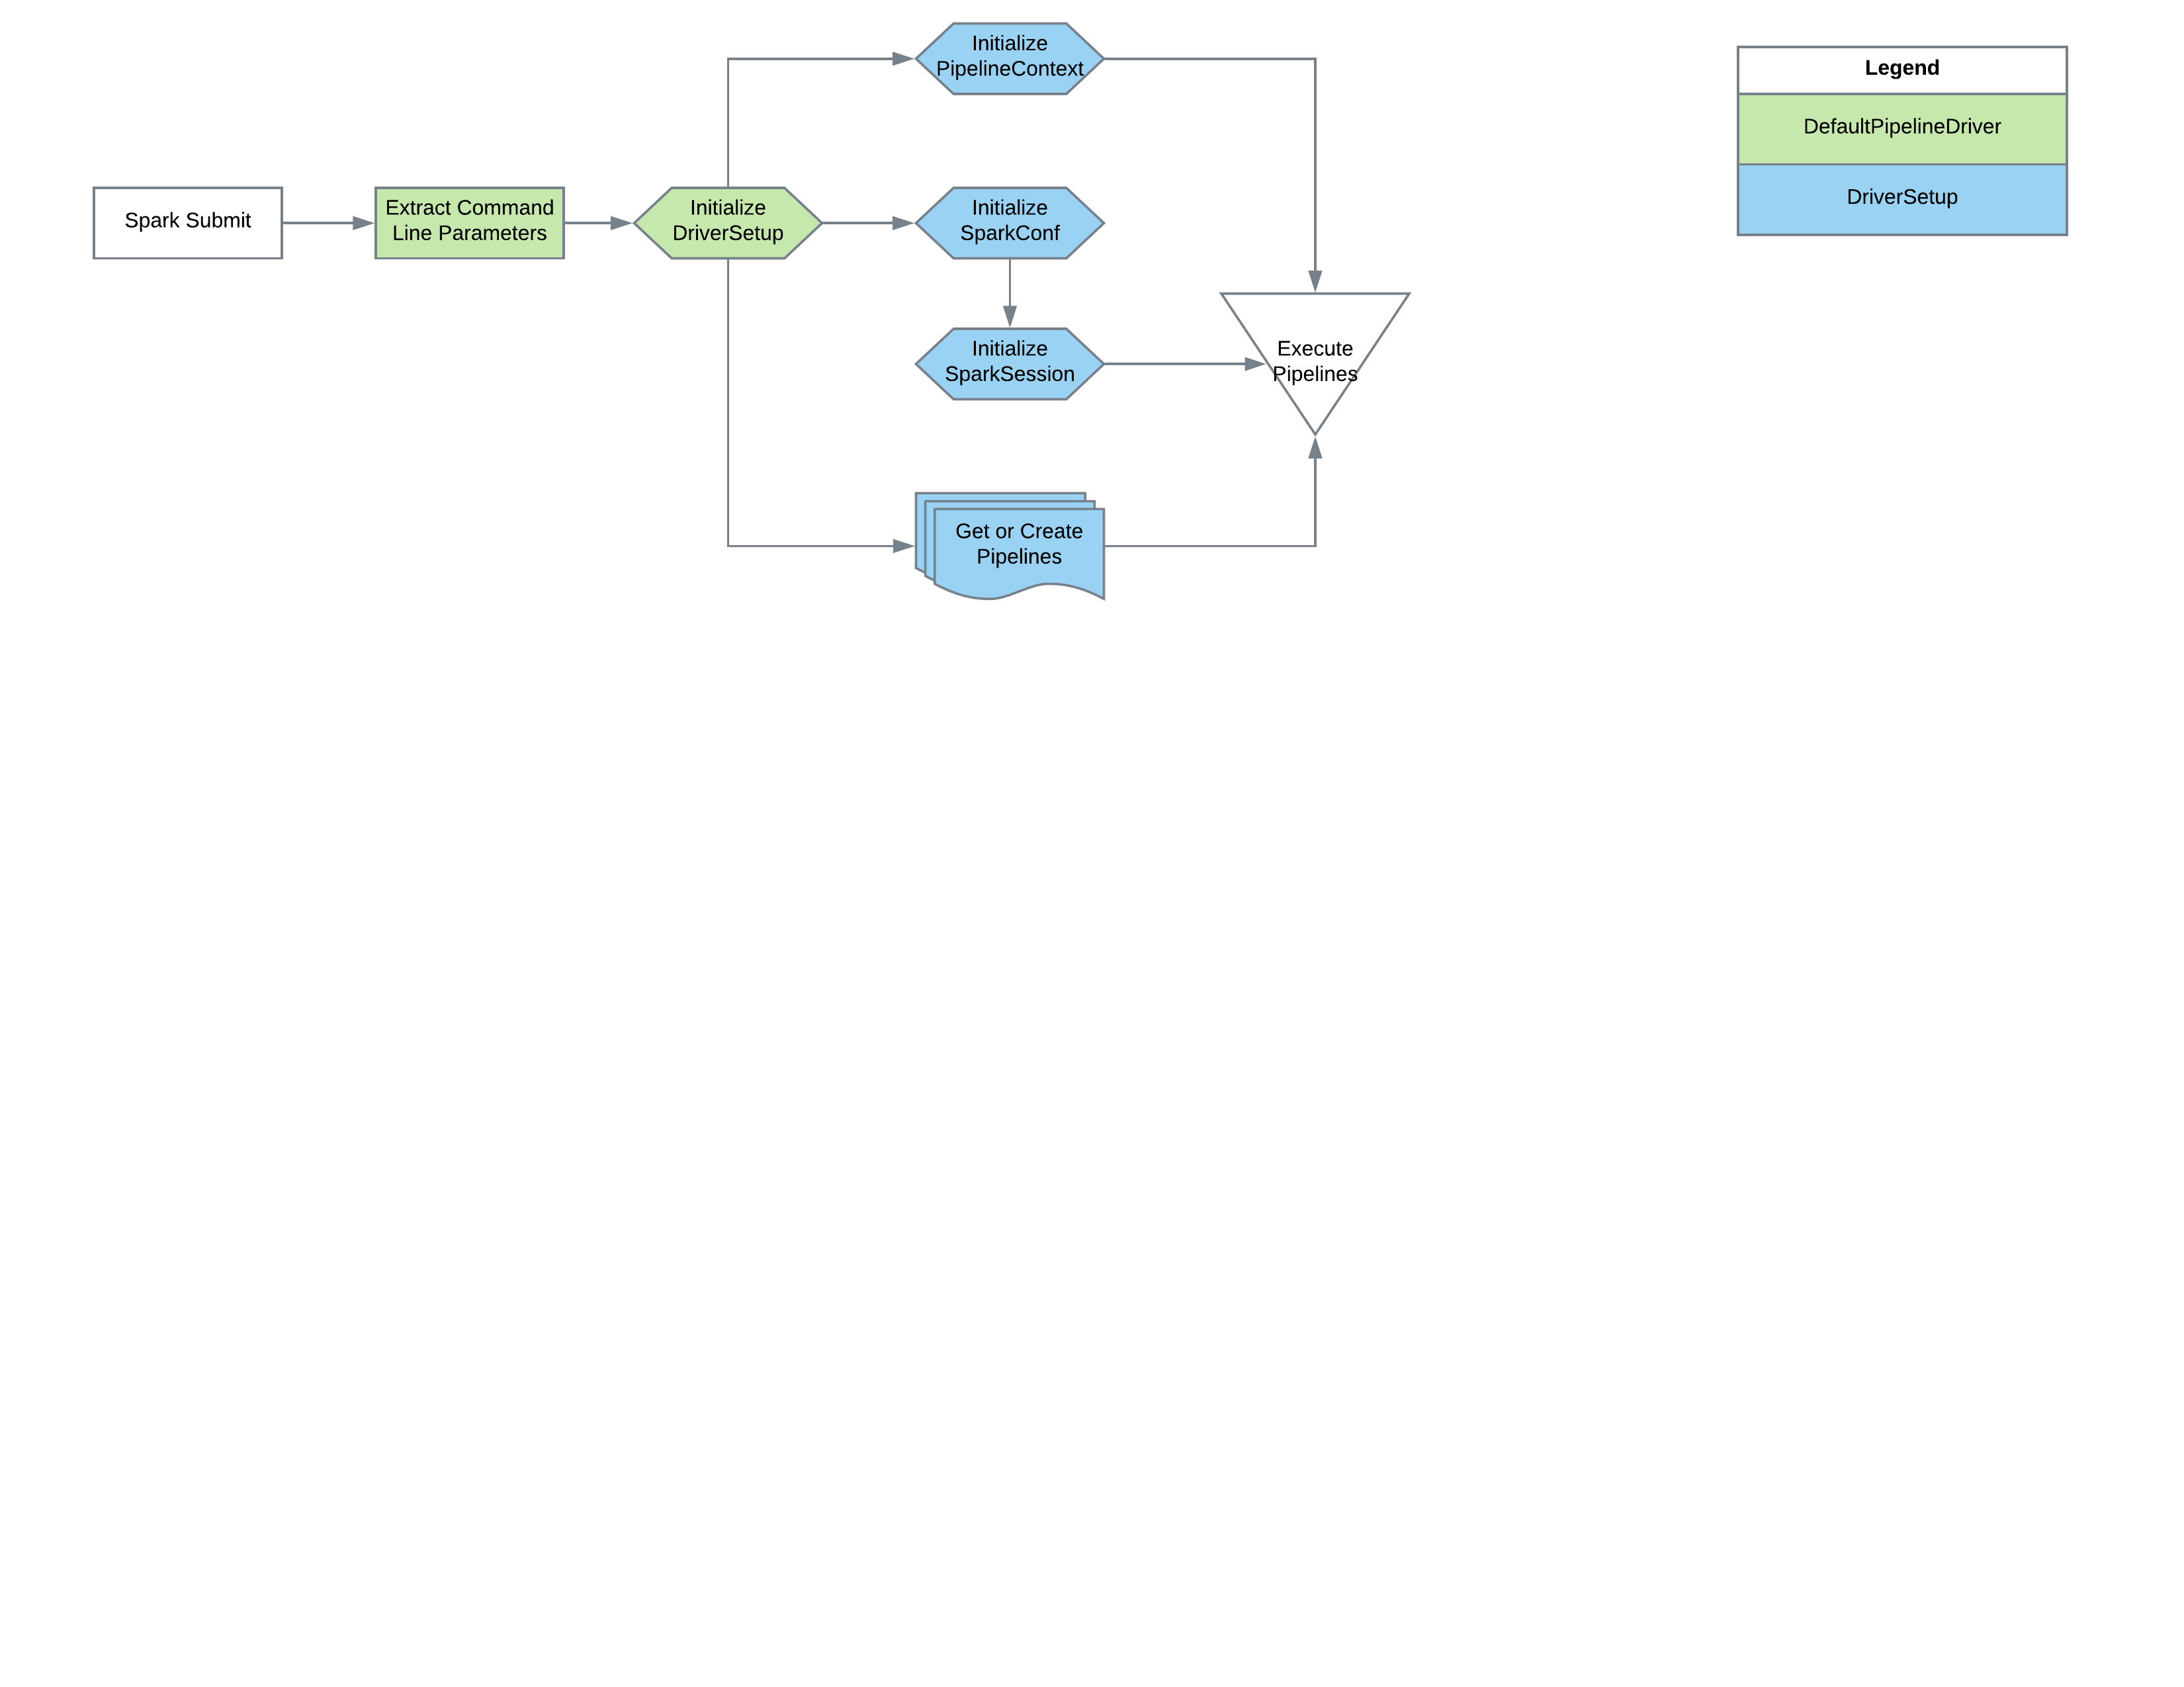 Initialize
PipelineContext
Legend
DefaultPipelineDriver
DriverSetup
Spark Submit
Extract Command
Line Parameters
Initialize
DriverSetup
Initialize
SparkConf
Initialize
SparkSession
Execute
Pipelines
Get or Create
Pipelines